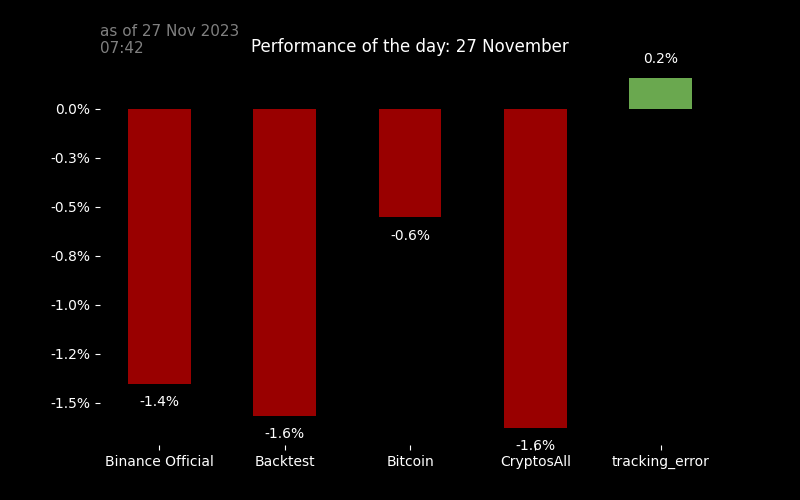 as of 27 Nov 2023
07:42
Performance of the day: 27 November
0.2%
0.0%
-0.3%
-0.5%
-0.8%
-1.0%
-1.2%
-1.5%
-1.4%
-1.6%
-0.6%
-1.6%
Binance Official
Backtest
Bitcoin
CryptosAll
tracking_error